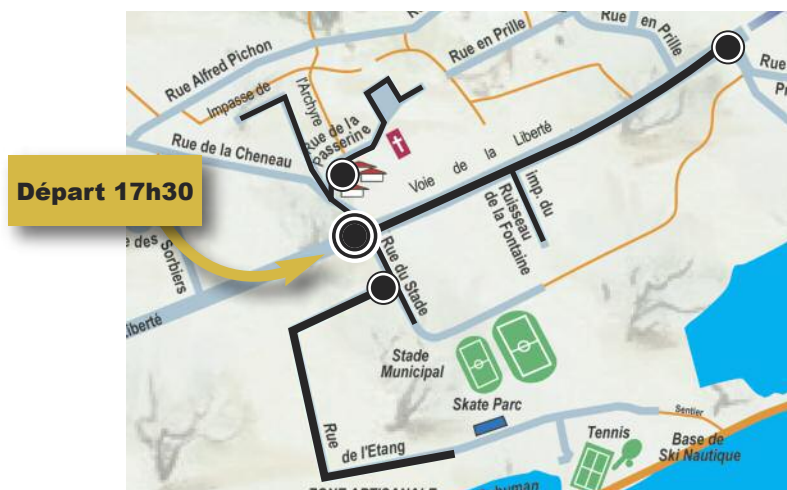 Rue en Prille
Rue en Prille
Rue
Rue Alfred Pichon
Impasse de
l'Archyre
Rue de la
Passerine
Rue de la Cheneau
Voie de la Liberté
Départ 17h30
imp. du
Ruisseau
de la Fontaine
e des
Sorbiers
Rue du Stade
Liberté
Stade
Municipal
Skate Parc
Rue
de l'Etang
Tennis
Sentier
Base de
Ski Nautique